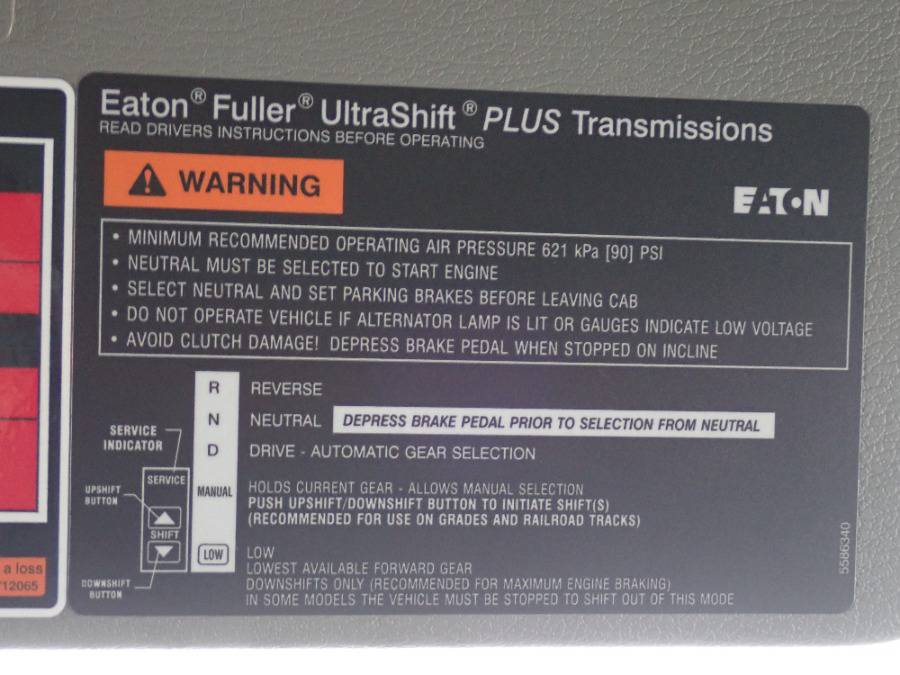 Eaton® Fuller® UltraShift® PLUS Transmissions
READ DRIVERS INSTRUCTIONS BEFORE OPERATING
WARNING
EATON
• MINIMUM RECOMMENDED OPERATING AIR PRESSURE 621 kPa [90] PSI
• NEUTRAL MUST BE SELECTED TO START ENGINE
• SELECT NEUTRAL AND SET PARKING BRAKES BEFORE LEAVING CAB
• DO NOT OPERATE VEHICLE IF ALTERNATOR LAMP IS LIT OR GAUGES INDICATE LOW VOLTAGE
• AVOID CLUTCH DAMAGE! DEPRESS BRAKE PEDAL WHEN STOPPED ON INCLINE
R REVERSE
N NEUTRAL DEPRESS BRAKE PEDAL PRIOR TO SELECTION FROM NEUTRAL
D DRIVE - AUTOMATIC GEAR SELECTION
MANUAL HOLDS CURRENT GEAR - ALLOWS MANUAL SELECTION
PUSH UPSHIFT/DOWNSHIFT BUTTON TO INITIATE SHIFT(S)
(RECOMMENDED FOR USE ON GRADES AND RAILROAD TRACKS)
LOW LOW
LOWEST AVAILABLE FORWARD GEAR
DOWNSHIFTS ONLY (RECOMMENDED FOR MAXIMUM ENGINE BRAKING)
IN SOME MODELS THE VEHICLE MUST BE STOPPED TO SHIFT OUT OF THIS MODE
SERVICE
INDICATOR
SERVICE
UPSHIFT
BUTTON
SHIFT
DOWNSHIFT
BUTTON
5586340
a loss
12065